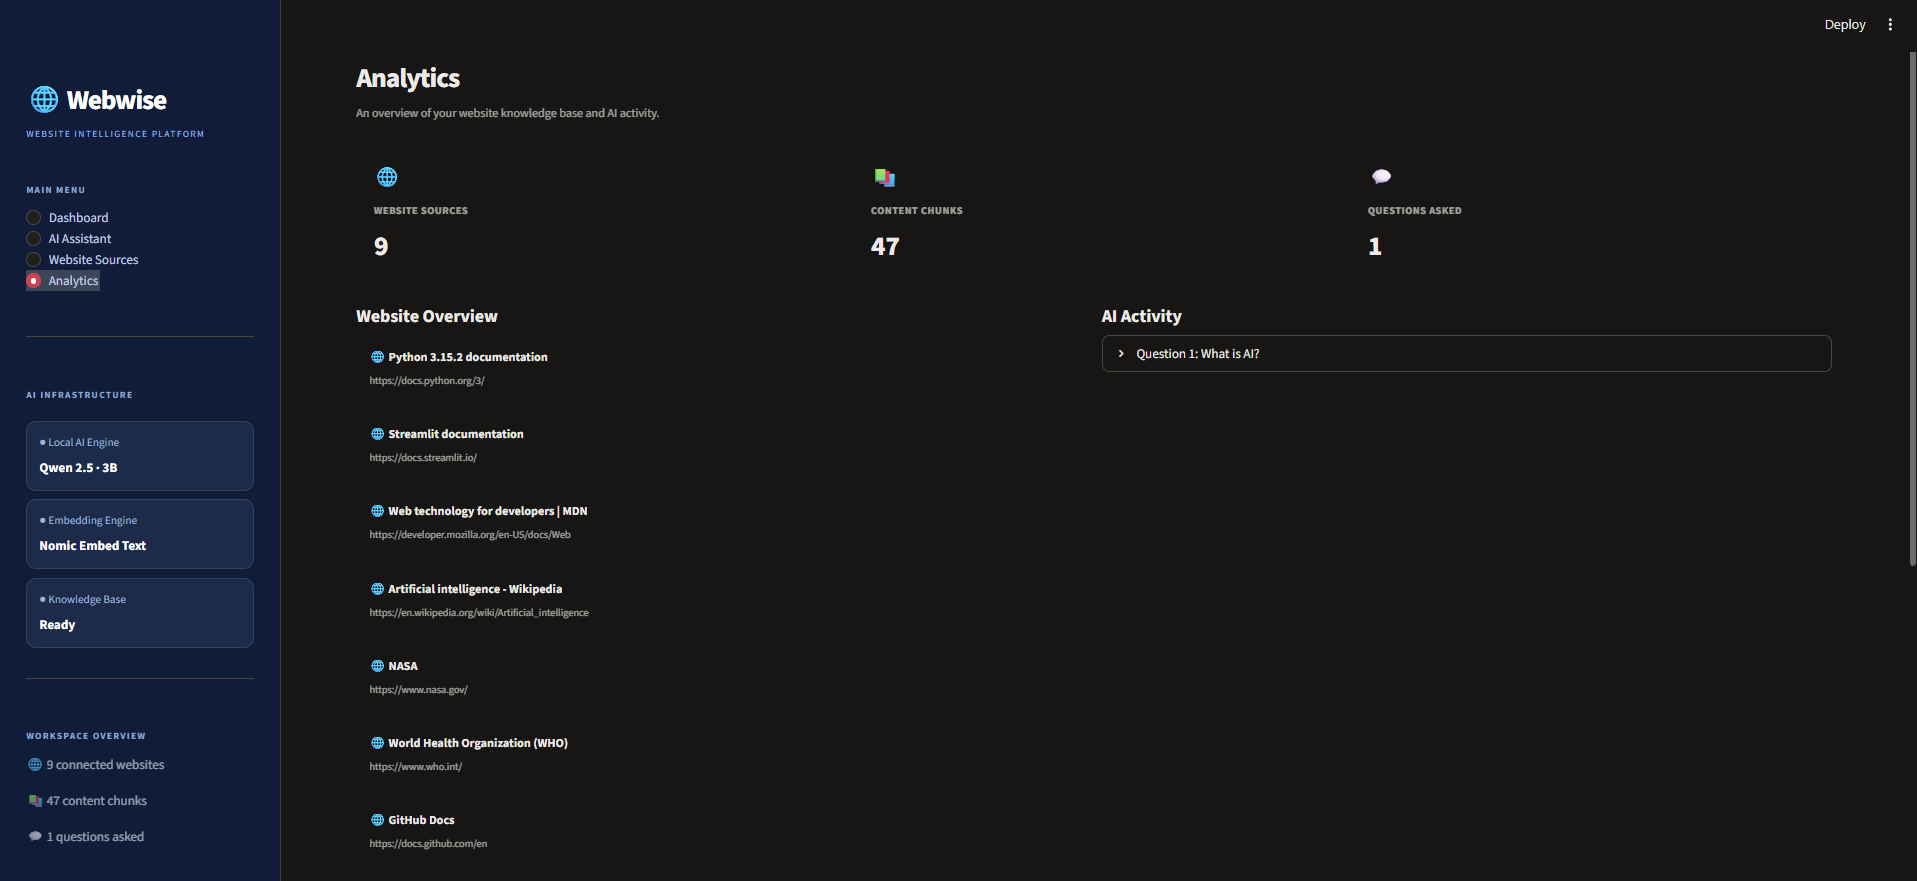 Deploy
Webwise
WEBSITE INTELLIGENCE PLATFORM
MAIN MENU
Dashboard
AI Assistant
Website Sources
Analytics
AI INFRASTRUCTURE
Local AI Engine
Qwen 2.5 · 3B
Embedding Engine
Nomic Embed Text
Knowledge Base
Ready
WORKSPACE OVERVIEW
9 connected websites
47 content chunks
1 questions asked
Analytics
An overview of your website knowledge base and AI activity.
WEBSITE SOURCES
9
CONTENT CHUNKS
47
QUESTIONS ASKED
1
Website Overview
Python 3.15.2 documentation
https://docs.python.org/3/
Streamlit documentation
https://docs.streamlit.io/
Web technology for developers | MDN
https://developer.mozilla.org/en-US/docs/Web
Artificial intelligence - Wikipedia
https://en.wikipedia.org/wiki/Artificial_intelligence
NASA
https://www.nasa.gov/
World Health Organization (WHO)
https://www.who.int/
GitHub Docs
https://docs.github.com/en
AI Activity
Question 1: What is AI?